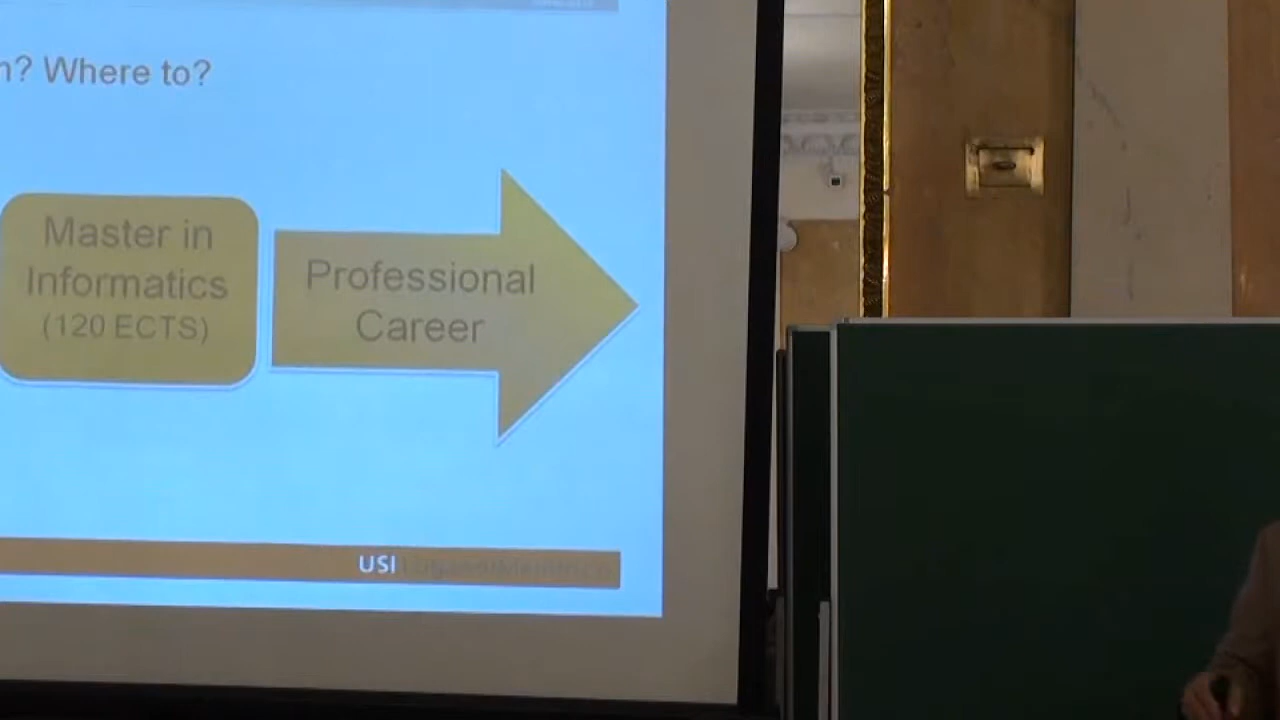 ? Where to?
Master in
Informatics
(120 ECTS)
Professional
Career
USI